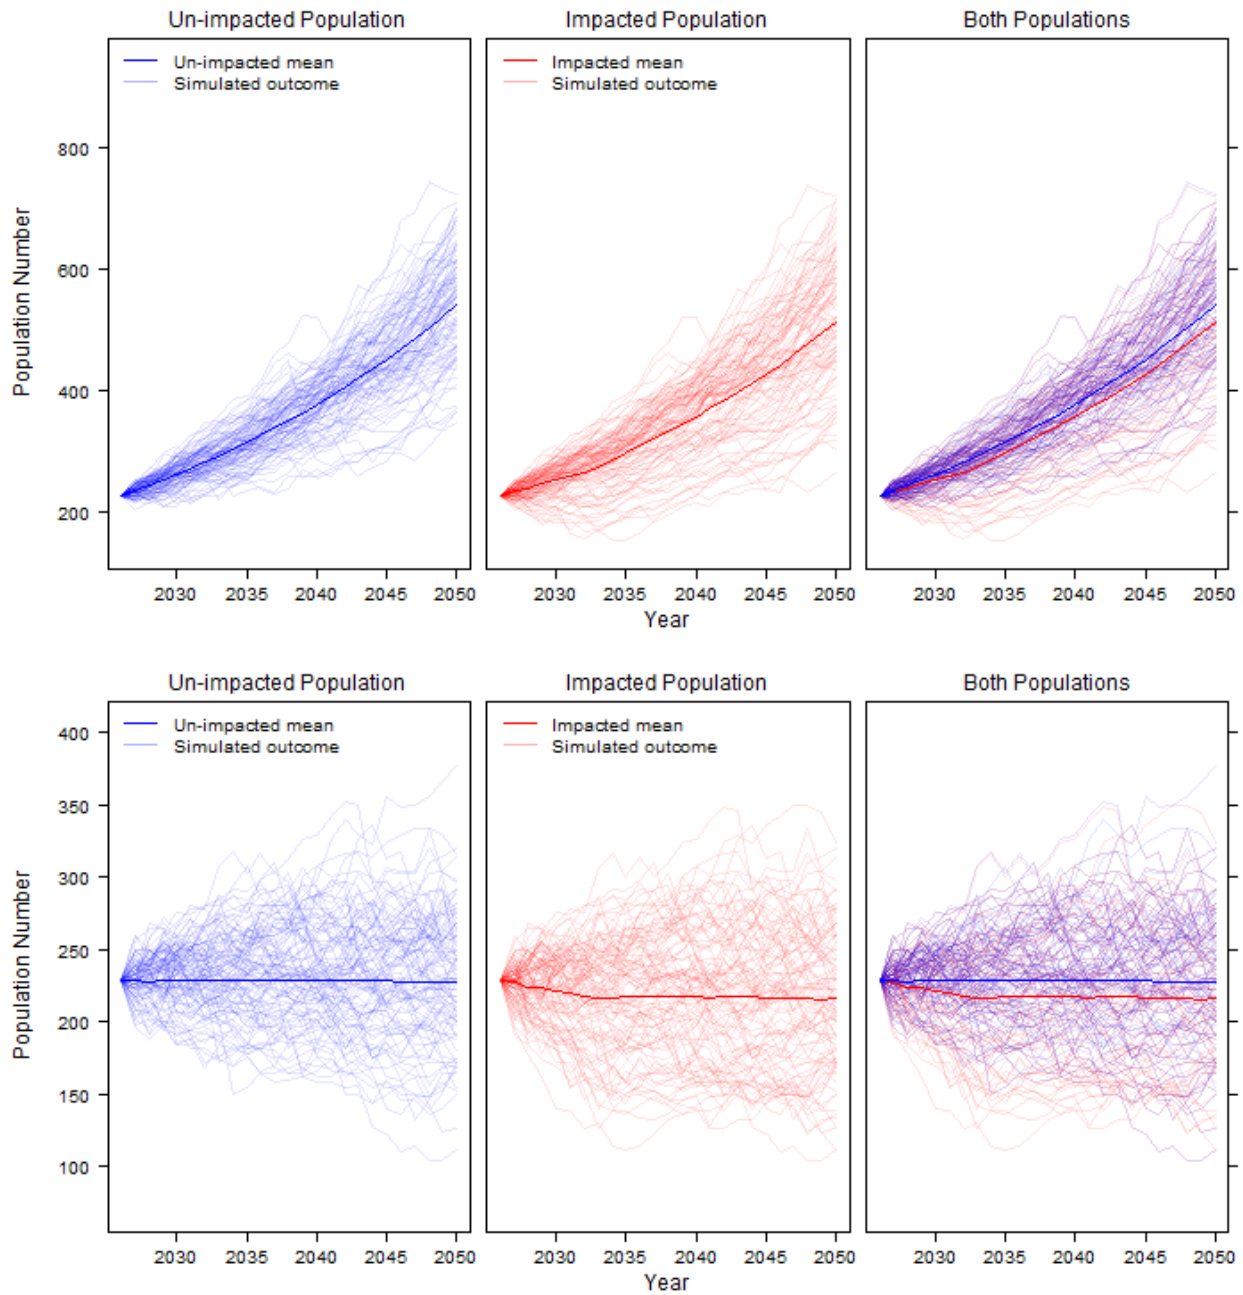 Un-impacted Population
Impacted Population
Both Populations
Un-impacted mean
Simulated outcome
Impacted mean
Simulated outcome
Population Number
800
600
400
200
2030 2035 2040 2045 2050
2030 2035 2040 2045 2050
2030 2035 2040 2045 2050
Year
Un-impacted Population
Impacted Population
Both Populations
Un-impacted mean
Simulated outcome
Impacted mean
Simulated outcome
Population Number
400
350
300
250
200
150
100
2030 2035 2040 2045 2050
2030 2035 2040 2045 2050
2030 2035 2040 2045 2050
Year